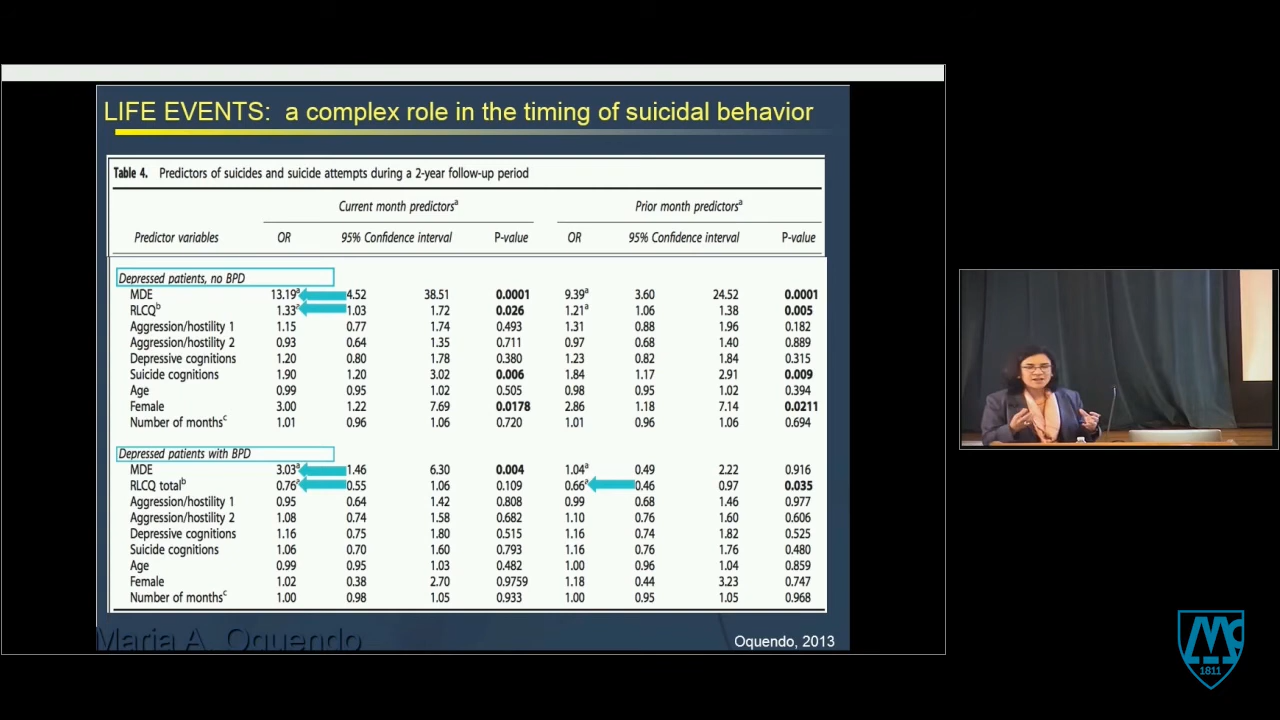 LIFE EVENTS: a complex role in the timing of suicidal behavior
Table 4. Predictors of suicides and suicide attempts during a 2-year follow-up period
Current month predictorsa Prior month predictorsa
Predictor variables OR 95% Confidence interval P-value OR 95% Confidence interval P-value
Depressed patients, no BPD
MDE 13.19a 4.52 38.51 0.0001 9.39a 3.60 24.52 0.0001
RLCQb 1.33a 1.03 1.72 0.026 1.21a 1.06 1.38 0.005
Aggression/hostility 1 1.15 0.77 1.74 0.493 1.31 0.88 1.96 0.182
Aggression/hostility 2 0.93 0.64 1.35 0.711 0.97 0.68 1.40 0.889
Depressive cognitions 1.20 0.80 1.78 0.380 1.23 0.82 1.84 0.315
Suicide cognitions 1.90 1.20 3.02 0.006 1.84 1.17 2.91 0.009
Age 0.99 0.95 1.02 0.505 0.98 0.95 1.02 0.394
Female 3.00 1.22 7.69 0.0178 2.86 1.18 7.14 0.0211
Number of monthsc 1.01 0.96 1.06 0.720 1.01 0.96 1.06 0.694
Depressed patients with BPD
MDE 3.03a 1.46 6.30 0.004 1.04a 0.49 2.22 0.916
RLCQ totalb 0.76a 0.55 1.06 0.109 0.66a 0.46 0.97 0.035
Aggression/hostility 1 0.95 0.64 1.42 0.808 0.99 0.68 1.46 0.977
Aggression/hostility 2 1.08 0.74 1.58 0.682 1.10 0.76 1.60 0.606
Depressive cognitions 1.16 0.75 1.80 0.515 1.16 0.74 1.82 0.525
Suicide cognitions 1.06 0.70 1.60 0.793 1.16 0.76 1.76 0.480
Age 0.99 0.95 1.03 0.482 1.00 0.96 1.04 0.859
Female 1.02 0.38 2.70 0.9759 1.18 0.44 3.23 0.747
Number of monthsc 1.00 0.98 1.05 0.933 1.00 0.95 1.05 0.968
Maria A. Oquendo
Oquendo, 2013
Mc
1811